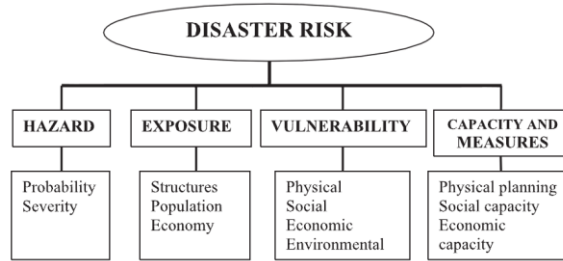 DISASTER RISK
HAZARD
EXPOSURE
VULNERABILITY
CAPACITY AND
MEASURES
Probability
Severity
Structures
Population
Economy
Physical
Social
Economic
Environmental
Physical planning
Social capacity
Economic
capacity